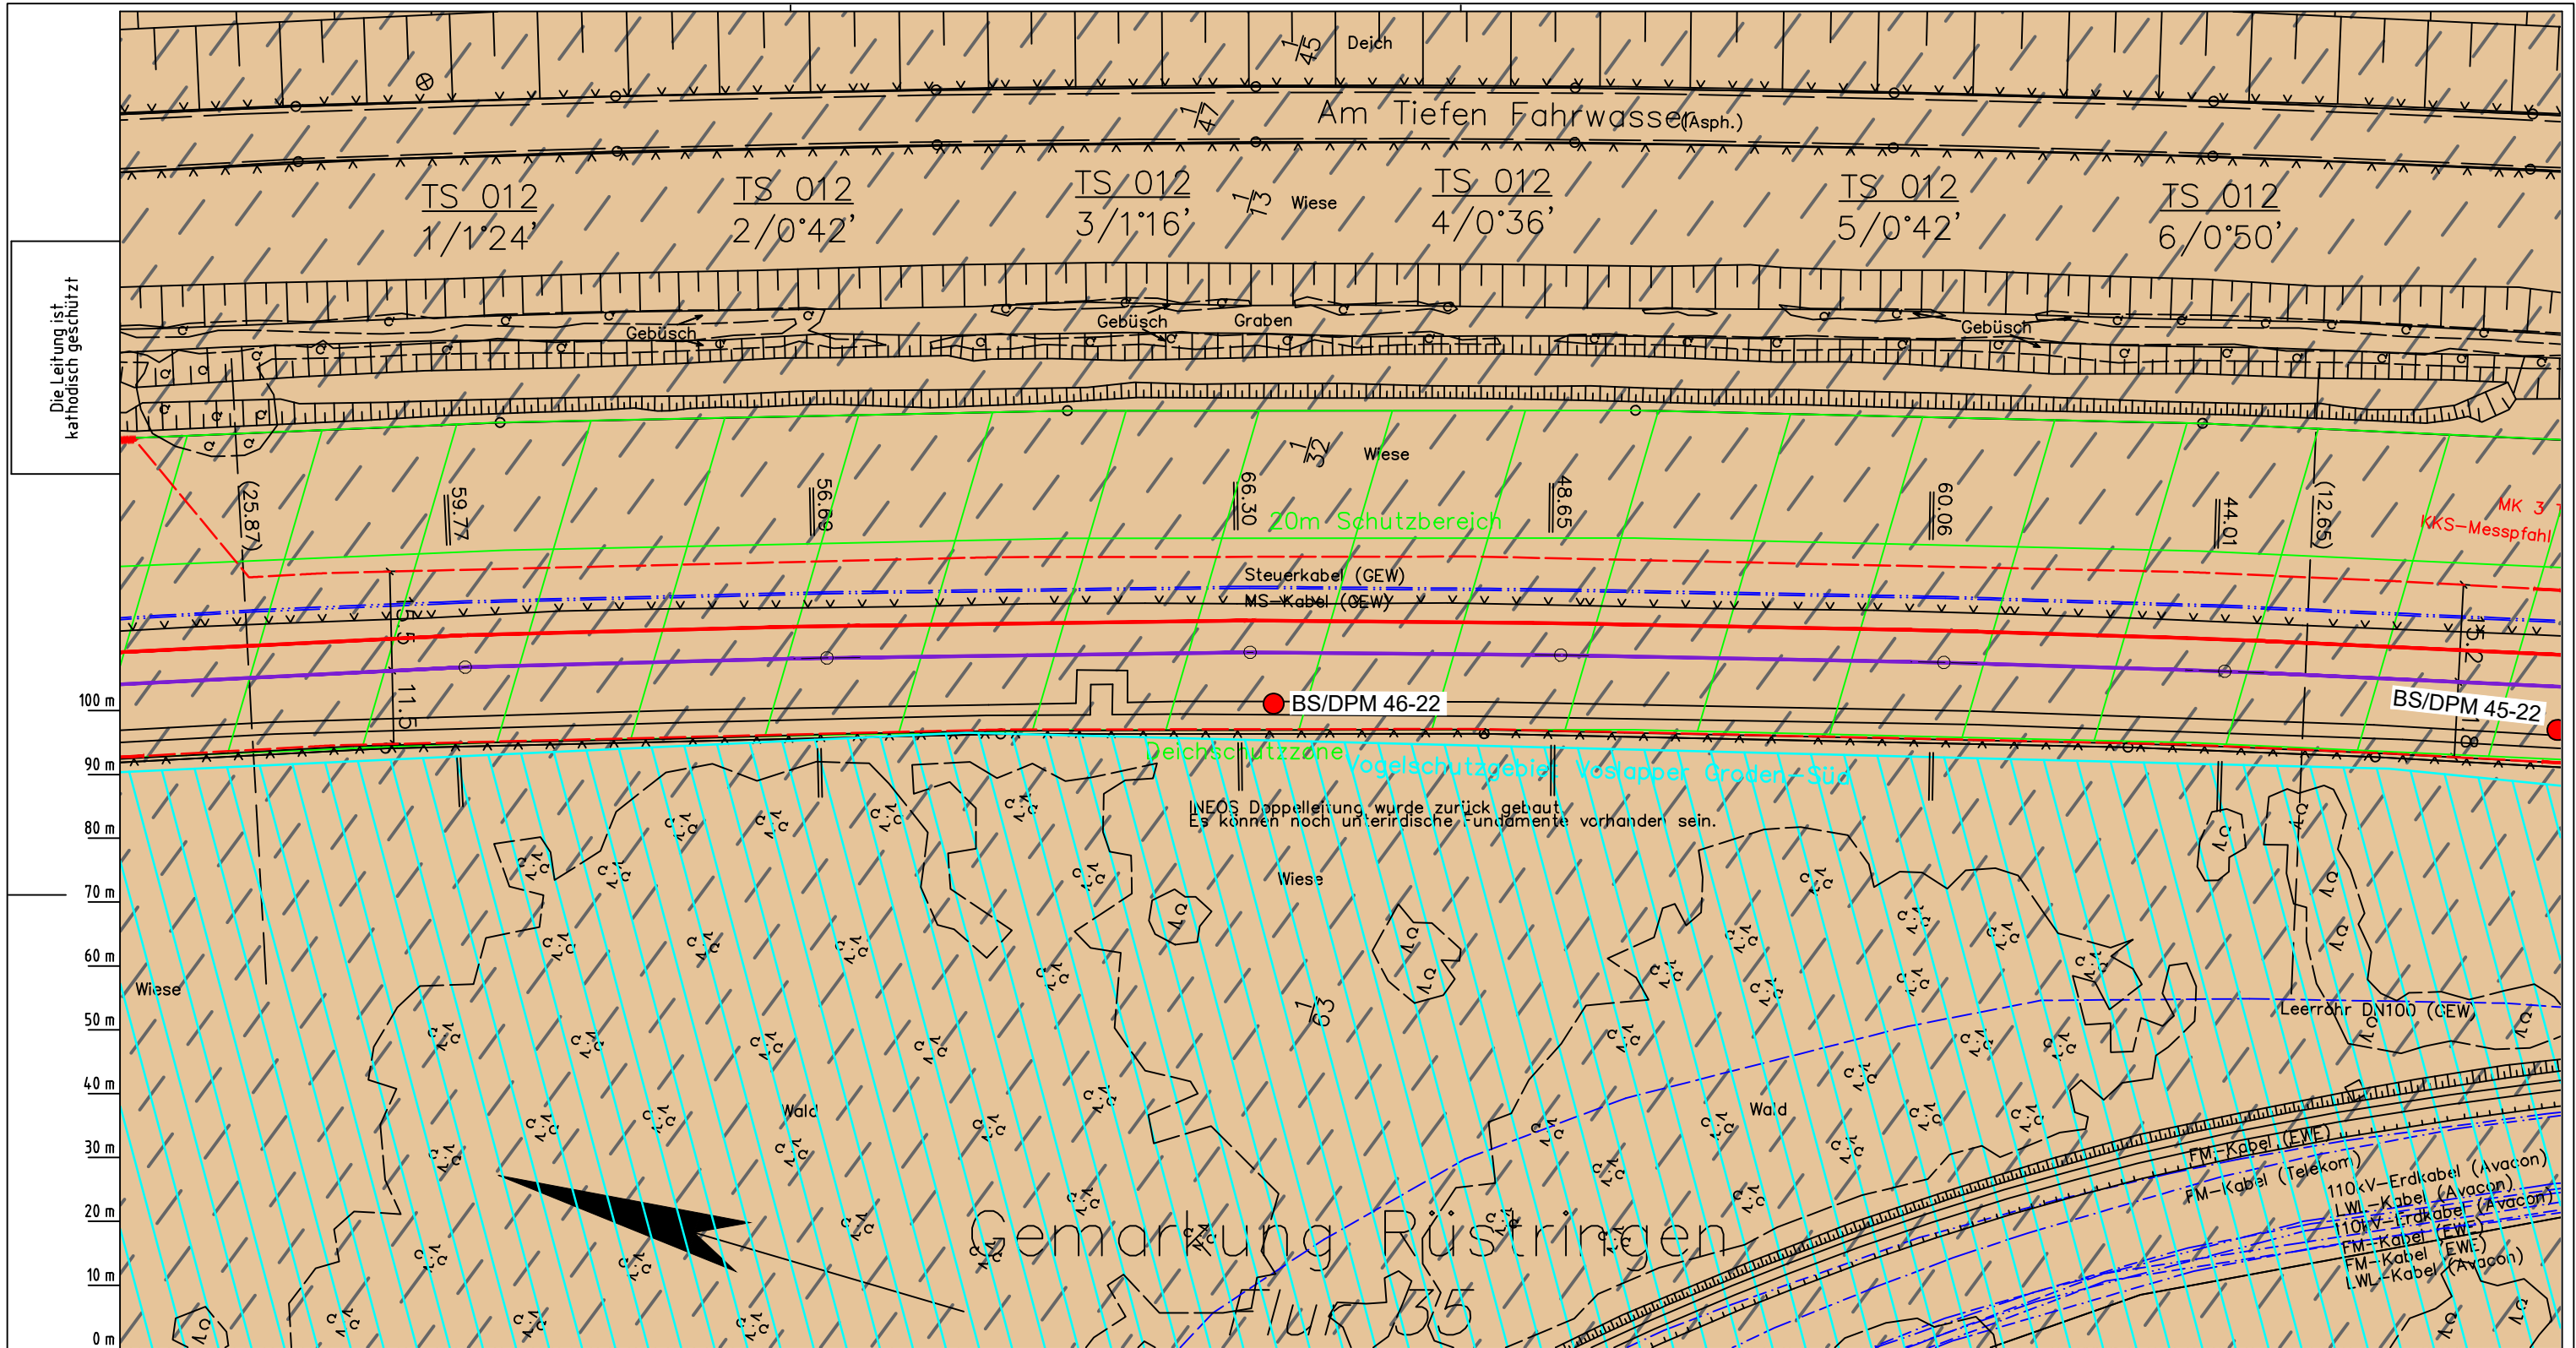 1/45 Deich
1/47 Am Tiefen Fahrwasser (Asph.)
TS 012
1/1°24'
TS 012
2/0°42'
TS 012
3/1°16'
1/13 Wiese
TS 012
4/0°36'
TS 012
5/0°42'
TS 012
6/0°50'
Die Leitung ist
kathodisch geschützt
Gebüsch
Gebüsch
Graben
Gebüsch
1/32 Wiese
(25.87)
59.77
56.69
66.30
48.65
60.06
44.01
(12.65)
20m Schutzbereich
MK 3
KKS-Messpfahl
Steuerkabel (GEW)
MS-Kabel (GEW)
15.5
11.5
15.2
BS/DPM 46-22
BS/DPM 45-22
Deichschutzzone
Vogelschutzgebiet Voslapper Groden-Süd
INEOS Doppelleitung wurde zurück gebaut.
Es können noch unterirdische Fundamente vorhanden sein.
Wiese
Wiese
1/63
Leerrohr DN100 (GEW)
Wald
Wald
FM-Kabel (EWE)
FM-Kabel (Telekom)
110kV-Erdkabel (Avacon)
LWL-Kabel (Avacon)
110kV-Erdkabel (Avacon)
FM-Kabel (EWE)
FM-Kabel (EWE)
LWL-Kabel (Avacon)
Gemarkung Rüstringen
Flur 35
100 m
90 m
80 m
70 m
60 m
50 m
40 m
30 m
20 m
10 m
0 m